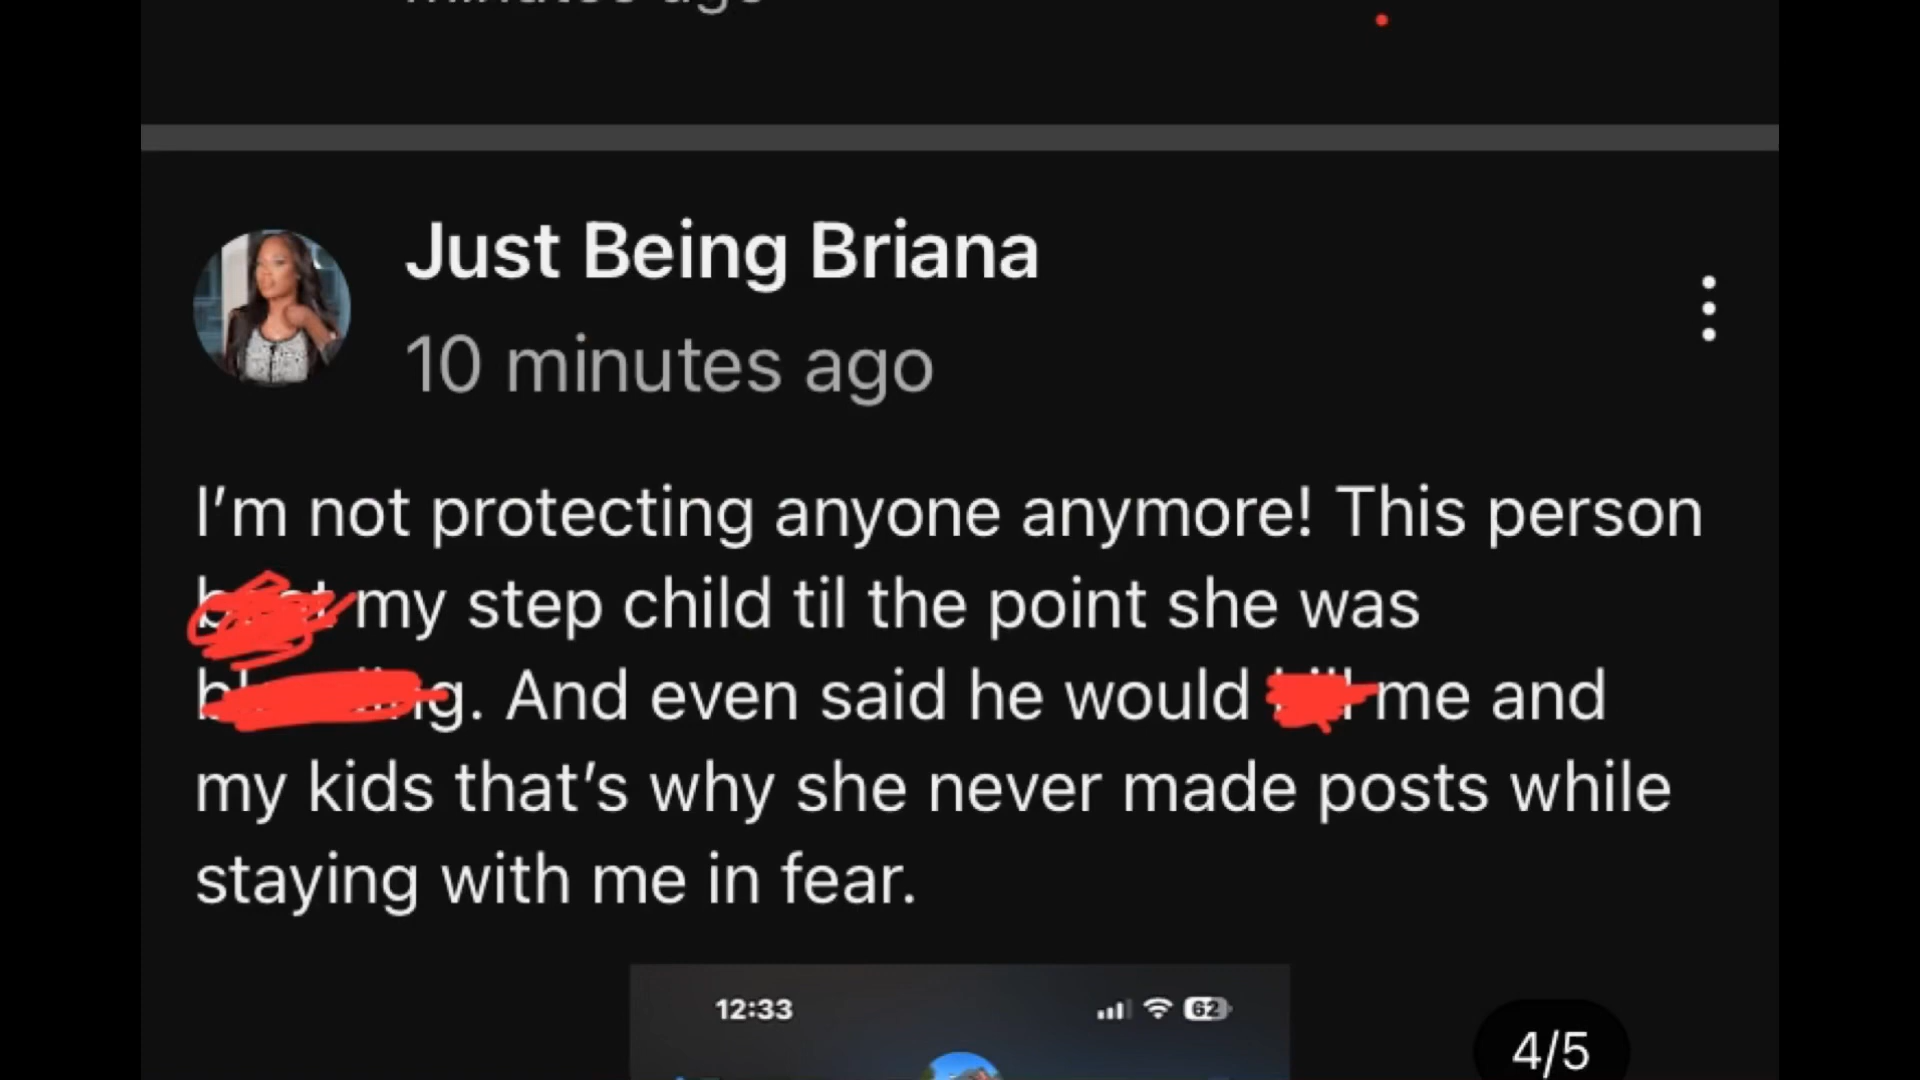 Just Being Briana
10 minutes ago
I'm not protecting anyone anymore! This person
my step child til the point she was
And even said he would me and
my kids that's why she never made posts while
staying with me in fear.
12:33
62
4/5